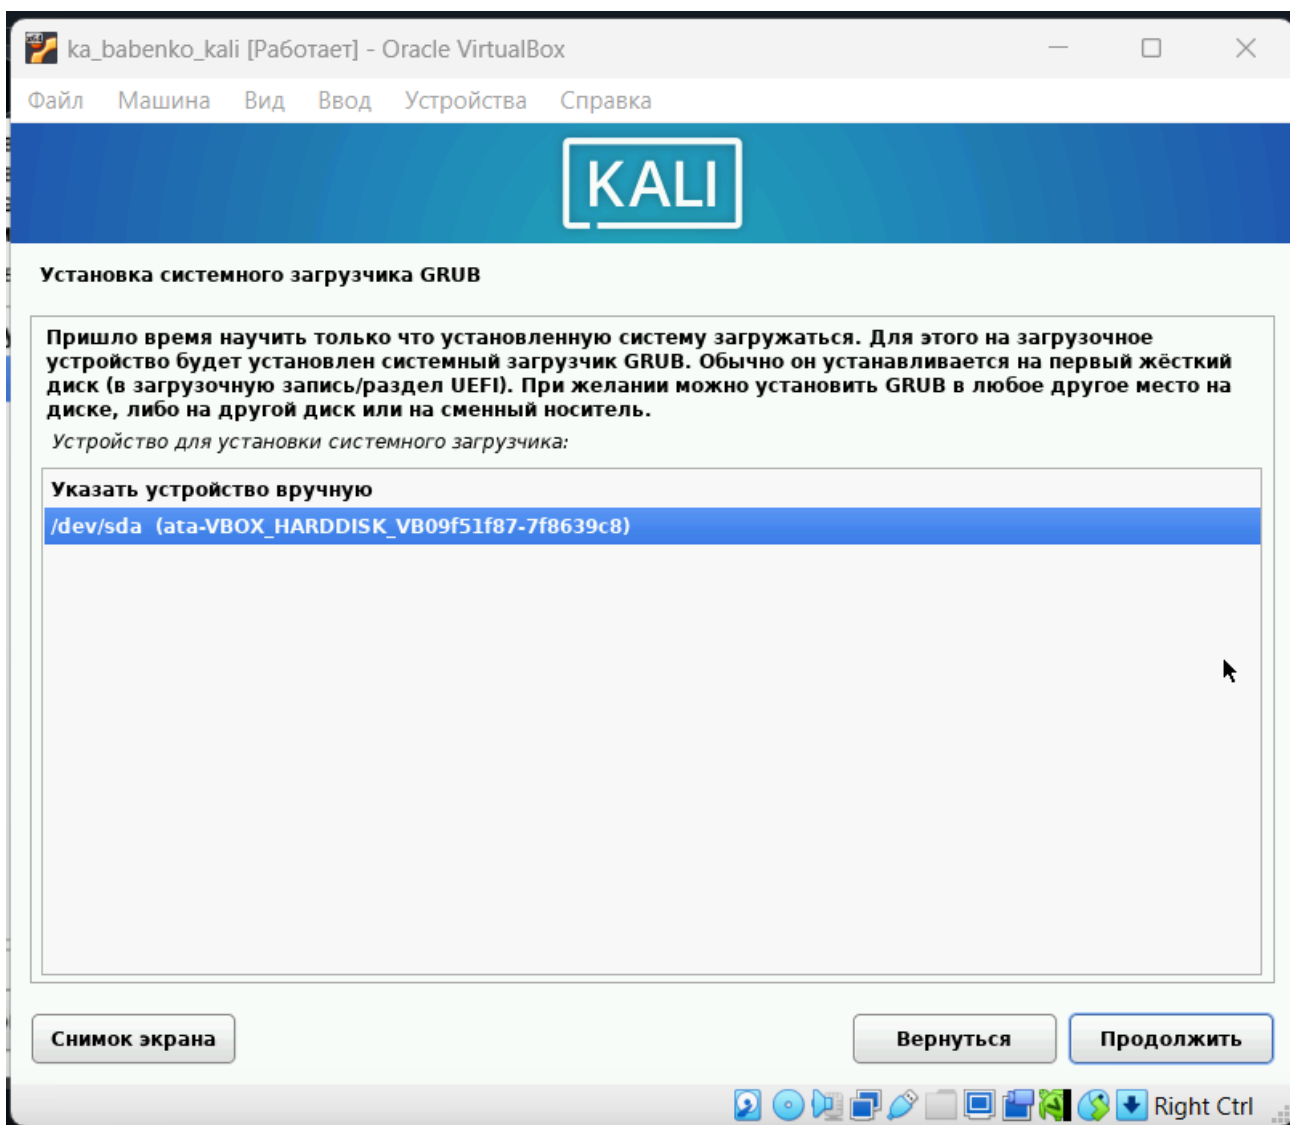 ka_babenko_kali [Работает] - Oracle VirtualBox
Файл Машина Вид Ввод Устройства Справка
KALI
Установка системного загрузчика GRUB
Пришло время научить только что установленную систему загружаться. Для этого на загрузочное
устройство будет установлен системный загрузчик GRUB. Обычно он устанавливается на первый жёсткий
диск (в загрузочную запись/раздел UEFI). При желании можно установить GRUB в любое другое место на
диске, либо на другой диск или на сменный носитель.
Устройство для установки системного загрузчика:
Указать устройство вручную
/dev/sda (ata-VBOX_HARDDISK_VB09f51f87-7f8639c8)
Снимок экрана Вернуться Продолжить
Right Ctrl